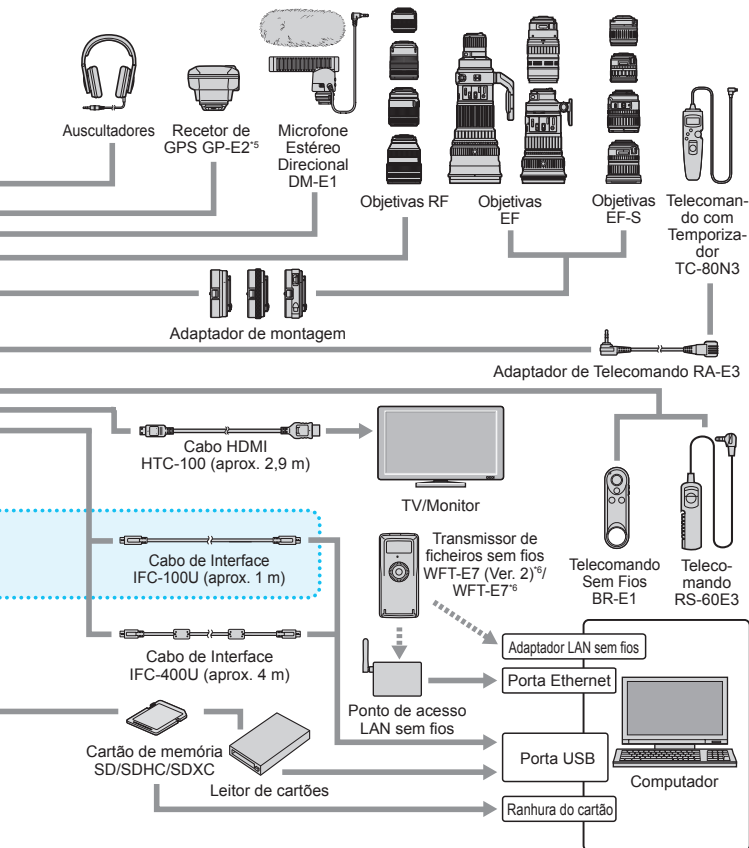 Auscultadores
Recetor de
GPS GP-E2*5
Microfone
Estéreo
Direcional
DM-E1
Objetivas RF
Objetivas
EF
Objetivas
EF-S
Telecoman-
do com
Temporiza-
dor
TC-80N3
Adaptador de montagem
Adaptador de Telecomando RA-E3
Cabo HDMI
HTC-100 (aprox. 2,9 m)
TV/Monitor
Telecomando
Sem Fios
BR-E1
Teleco-
mando
RS-60E3
Cabo de Interface
IFC-100U (aprox. 1 m)
Transmissor de
ficheiros sem fios
WFT-E7 (Ver. 2)*6/
WFT-E7*6
Cabo de Interface
IFC-400U (aprox. 4 m)
Ponto de acesso
LAN sem fios
Adaptador LAN sem fios
Porta Ethernet
Porta USB
Computador
Cartão de memória
SD/SDHC/SDXC
Leitor de cartões
Ranhura do cartão